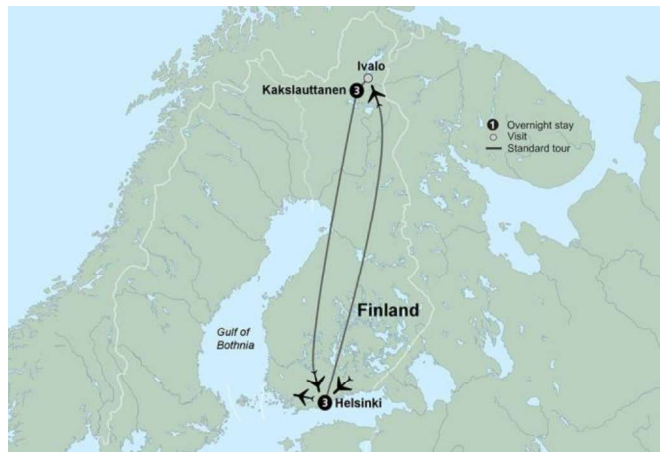 Ivalo
Kakslauttanen 3
1 Overnight stay
Visit
Standard tour
Finland
Gulf of
Bothnia
3 Helsinki